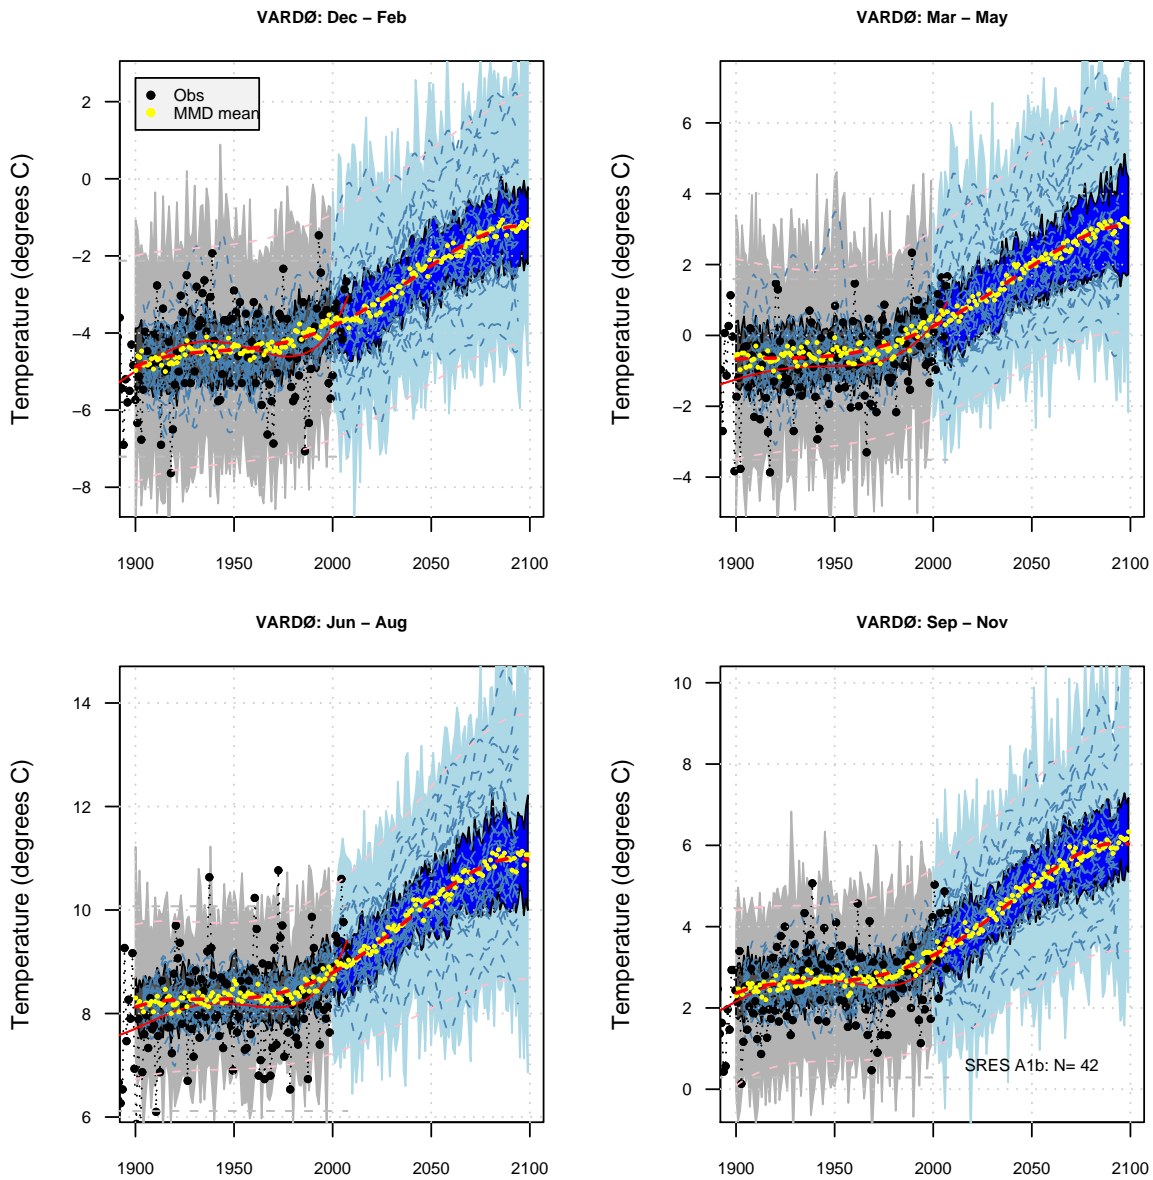 VARDØ: Dec − Feb
Temperature (degrees C)
2
0
−2
−4
−6
−8
Obs
MMD mean
1900 1950 2000 2050 2100
VARDØ: Mar − May
Temperature (degrees C)
6
4
2
0
−2
−4
1900 1950 2000 2050 2100
VARDØ: Jun − Aug
Temperature (degrees C)
14
12
10
8
6
1900 1950 2000 2050 2100
VARDØ: Sep − Nov
Temperature (degrees C)
10
8
6
4
2
0
SRES A1b: N= 42
1900 1950 2000 2050 2100